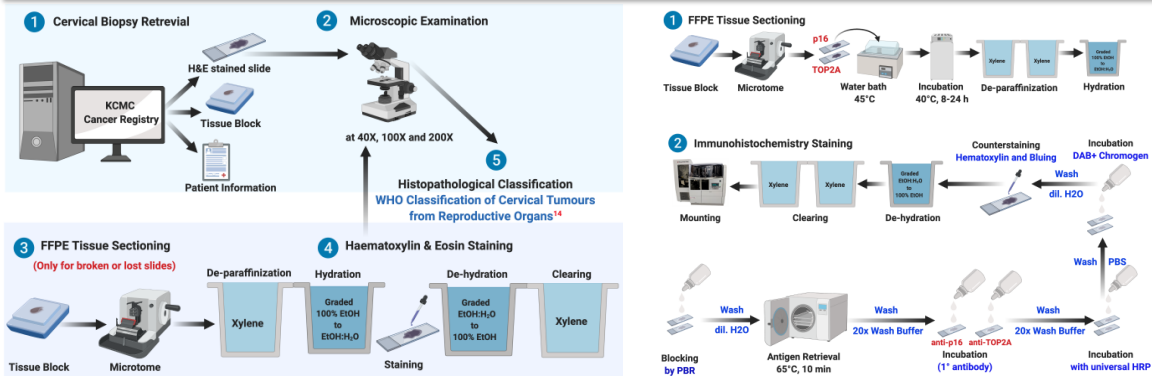 1 Cervical Biopsy Retrevial
KCMC
Cancer Registry
H&E stained slide
Tissue Block
Patient Information
2 Microscopic Examination
at 40X, 100X and 200X
5
Histopathological Classification
WHO Classification of Cervical Tumours
from Reproductive Organs14
3 FFPE Tissue Sectioning
(Only for broken or lost slides)
Tissue Block
Microtome
4 Haematoxylin & Eosin Staining
De-paraffinization
Xylene
Hydration
Graded
100% EtOH
to
EtOH:H₂O
Staining
De-hydration
Graded
EtOH:H₂O
to
100% EtOH
Clearing
Xylene
1 FFPE Tissue Sectioning
Tissue Block
Microtome
p16
TOP2A
Water bath
45°C
Incubation
40°C, 8-24 h
Xylene
Xylene
De-paraffinization
Graded
100% EtOH
to
EtOH:H₂O
Hydration
2 Immunohistochemistry Staining
Mounting
Xylene
Xylene
Clearing
Graded
EtOH:H₂O
to
100% EtOH
De-hydration
Counterstaining
Hematoxylin and Bluing
Wash
dil. H2O
Incubation
DAB+ Chromogen
Wash PBS
Blocking
by PBR
Wash
dil. H2O
Antigen Retrieval
65°C, 10 min
Wash
20x Wash Buffer
anti-p16 anti-TOP2A
Incubation
(1° antibody)
Wash
20x Wash Buffer
Incubation
with universal HRP